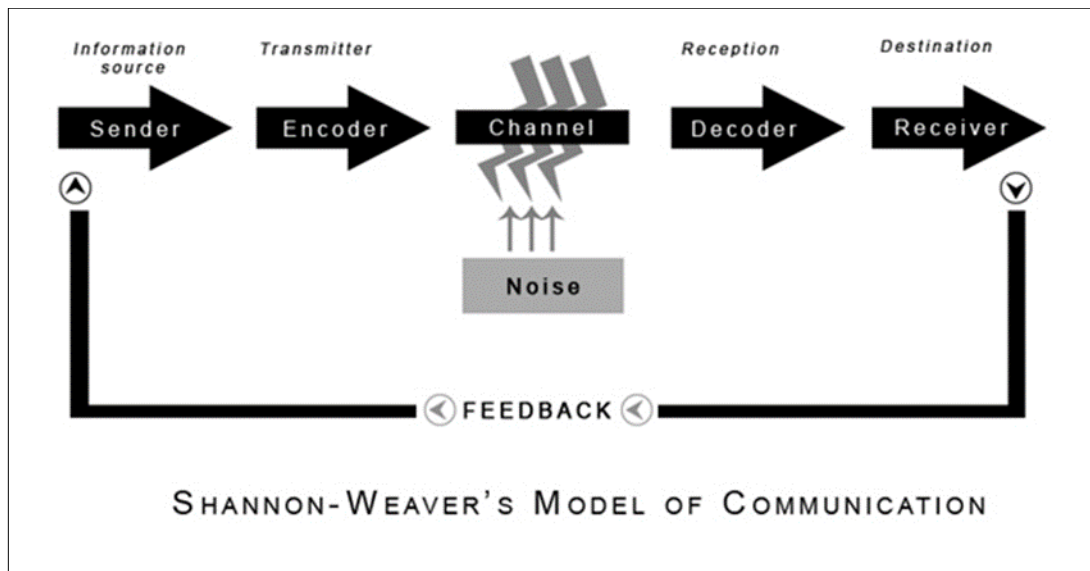 Information
source
Transmitter
Reception
Destination
Sender
Encoder
Channel
Decoder
Receiver
Noise
FEEDBACK
SHANNON-WEAVER'S MODEL OF COMMUNICATION